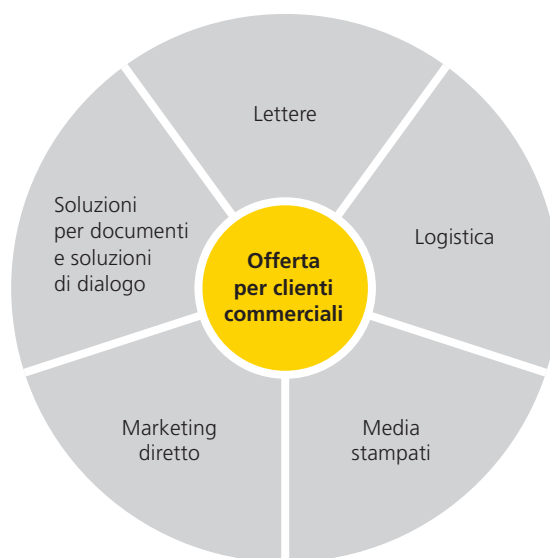 Lettere
Logistica
Media
stampati
Marketing
diretto
Soluzioni
per documenti
e soluzioni
di dialogo
Offerta
per clienti
commerciali